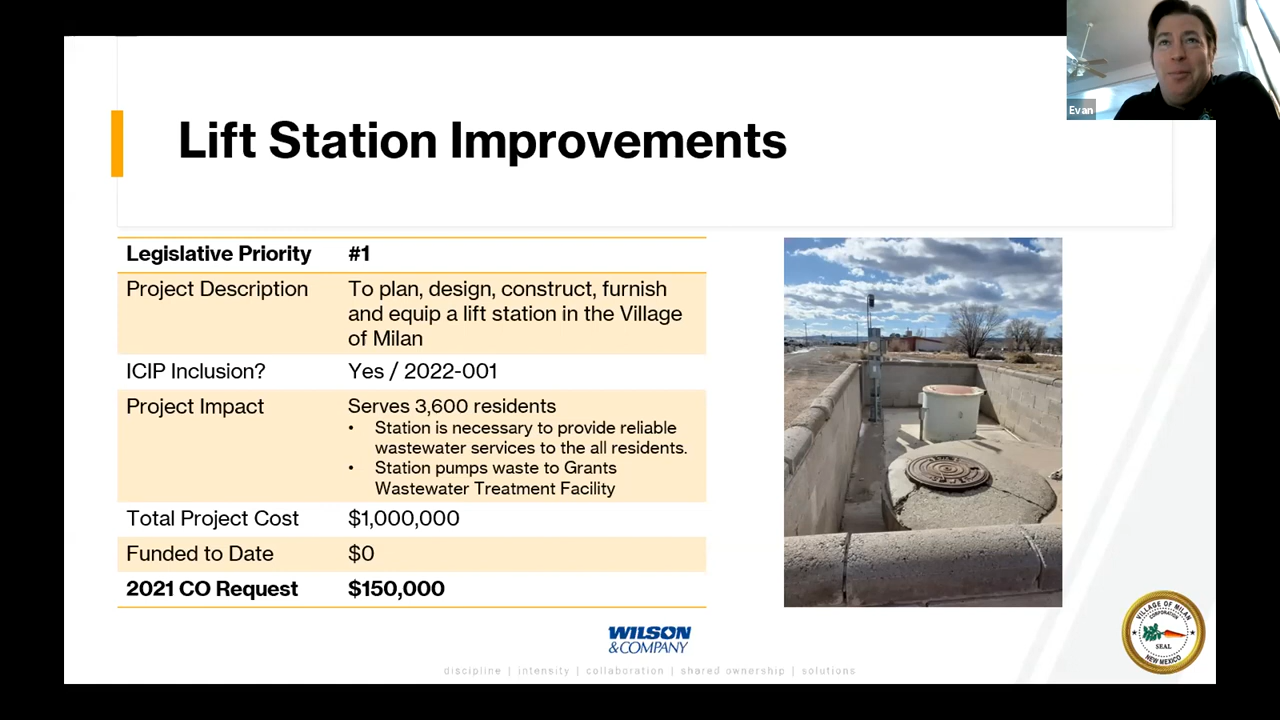 Evan
Lift Station Improvements
Legislative Priority #1
Project Description To plan, design, construct, furnish
and equip a lift station in the Village
of Milan
ICIP Inclusion? Yes / 2022-001
Project Impact Serves 3,600 residents
• Station is necessary to provide reliable
wastewater services to the all residents.
• Station pumps waste to Grants
Wastewater Treatment Facility
Total Project Cost $1,000,000
Funded to Date $0
2021 CO Request $150,000
WILSON
&COMPANY
discipline | intensity | collaboration | shared ownership | solutions
VILLAGE OF MILAN
CORPORATION
SEAL
NEW MEXICO